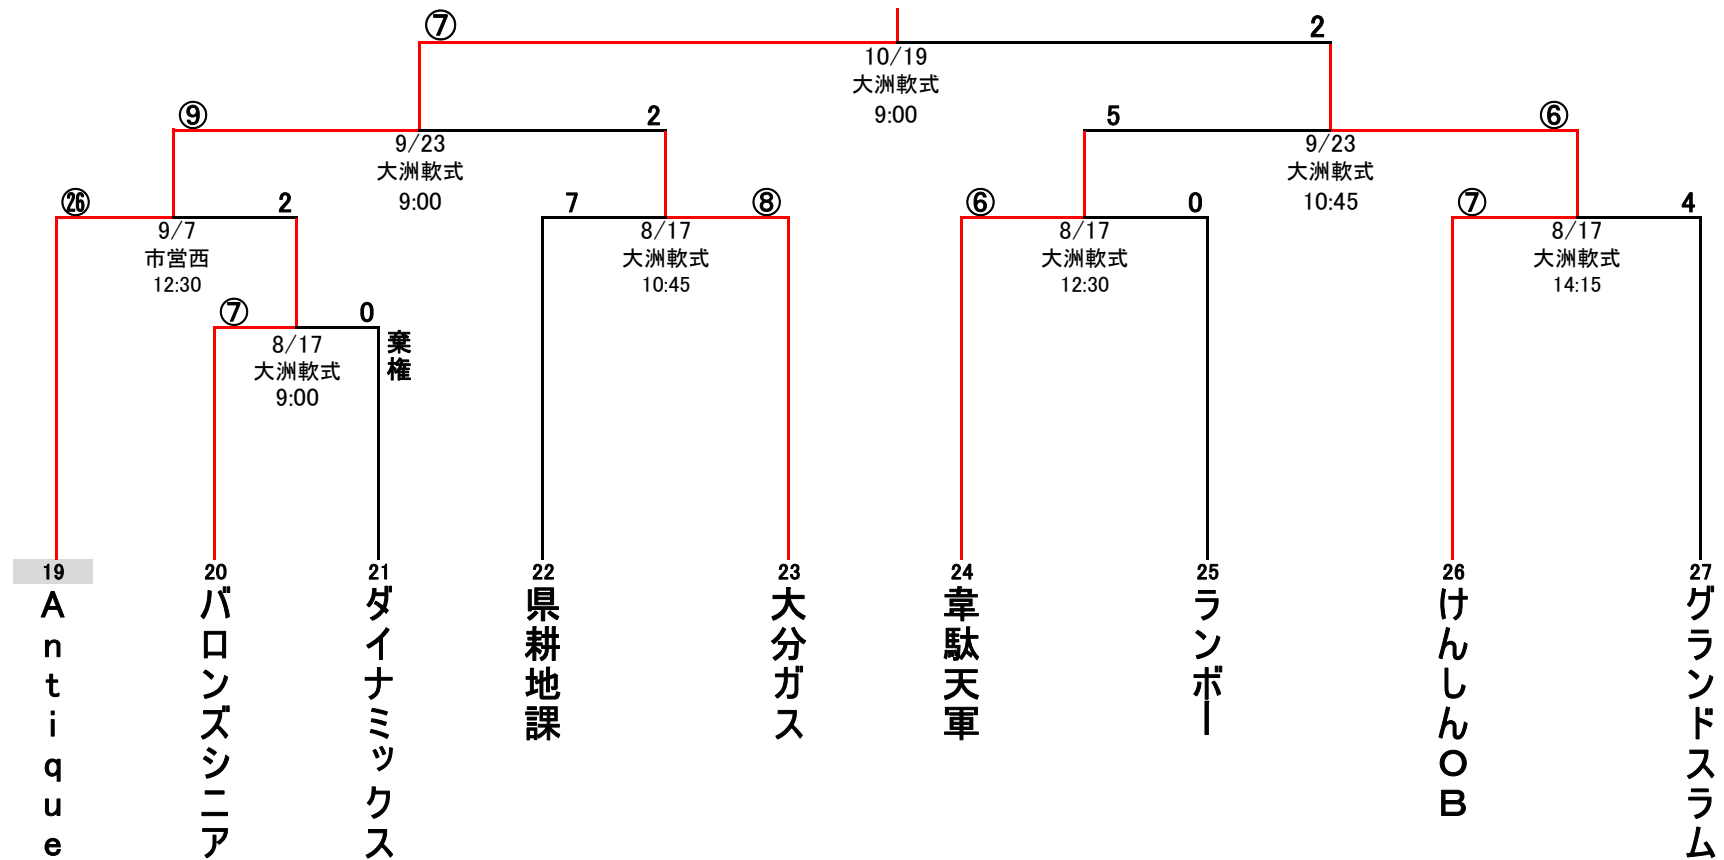 ⑦ 2
10/19
大洲軟式
9:00
⑨ 2
9/23
大洲軟式
9:00
5 ⑥
9/23
大洲軟式
10:45
㉖ 2
9/7
市営西
12:30
7 ⑧
8/17
大洲軟式
10:45
⑥ 0
8/17
大洲軟式
12:30
⑦ 4
8/17
大洲軟式
14:15
⑦ 0
棄権
8/17
大洲軟式
9:00
19
Antique
20
バロンズシニア
21
ダイナミックス
22
県耕地課
23
大分ガス
24
韋駄天軍
25
ランボー
26
けんしんOB
27
グランドスラム